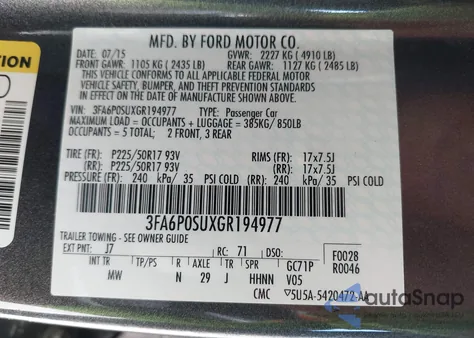 MFD. BY FORD MOTOR CO.
DATE: 07/15 GVWR: 2227 KG ( 4910 LB)
FRONT GAWR: 1105 KG ( 2435 LB) REAR GAWR: 1127 KG ( 2485 LB)
THIS VEHICLE CONFORMS TO ALL APPLICABLE FEDERAL MOTOR
VEHICLE SAFETY, BUMPER, AND THEFT PREVENTION STANDARDS
IN EFFECT ON THE DATE OF MANUFACTURE SHOWN ABOVE.
VIN: 3FA6P0SUXGR194977 TYPE: Passenger Car
MAXIMUM LOAD = OCCUPANTS + LUGGAGE = 385KG/ 850LB
OCCUPANTS = 5 TOTAL; 2 FRONT, 3 REAR
TIRE (FR): P225/50R17 93V RIMS (FR): 17x7.5J
(RR): P225/50R17 93V (RR): 17x7.5J
PRESSURE (FR): 240 kPa/ 35 PSI COLD (RR): 240 kPa/ 35 PSI COLD
3FA6P0SUXGR194977
TRAILER TOWING - SEE OWNER GUIDE
EXT PNT: J7 RC: 71 DSO: F0028
R0046
INT TR TP/PS R AXLE TR SPR GC71P
MW N 29 J HHNN V05
CMC ▽5U5A-5420472-AA
AutoSnap